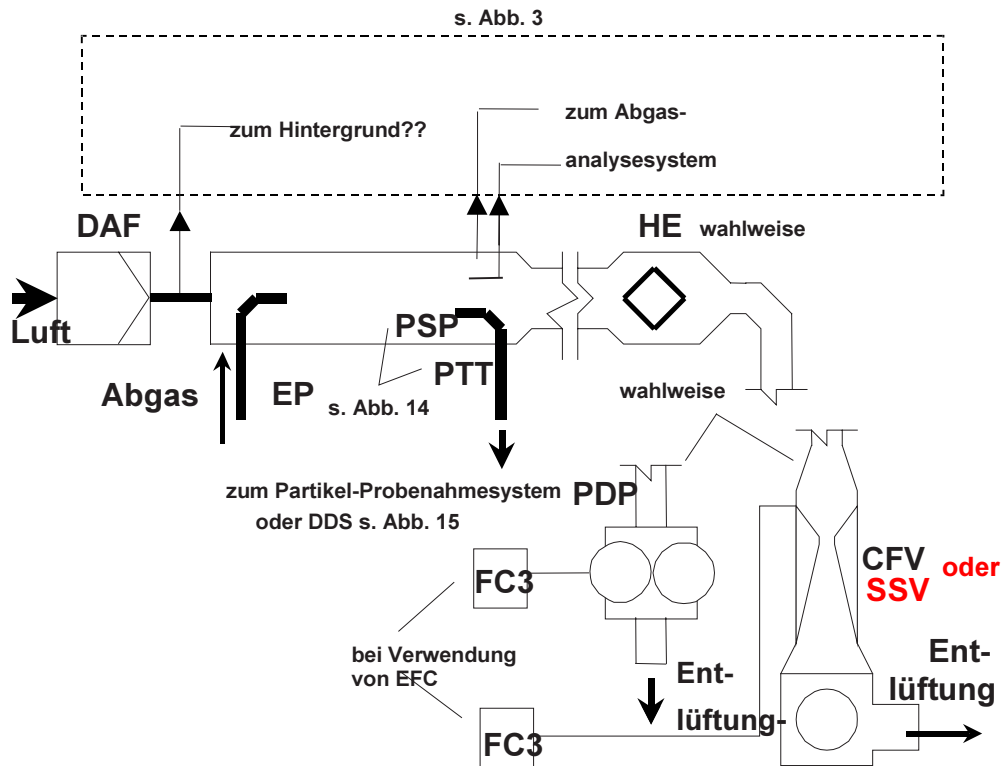 s. Abb. 3
zum Hintergrund??
zum Abgas-
analysesystem
DAF
HE wahlweise
Luft
PSP
Abgas
EP
s. Abb. 14
PTT
wahlweise
zum Partikel-Probenahmesystem
oder DDS s. Abb. 15
PDP
FC3
CFV
SSV oder
bei Verwendung
von EFC
Ent-
lüftung-
Ent-
lüftung
FC3